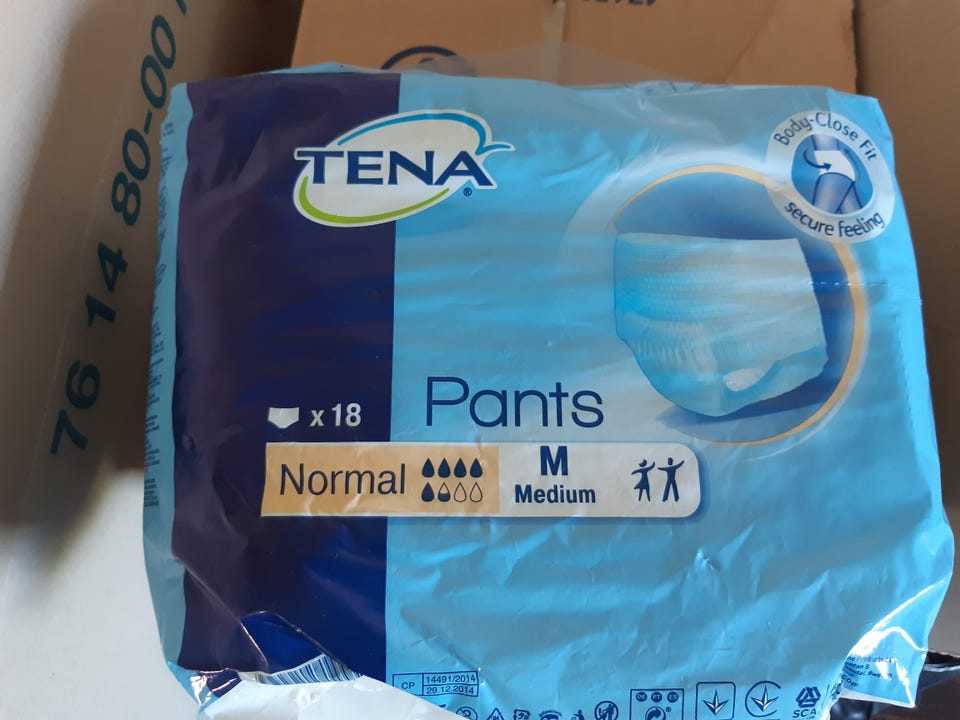 76 14 80-00
TENA
®
Body-Close Fit
secure feeling
x 18
Pants
Normal
M
Medium
CP
14491/2014
29.12.2014
SCA